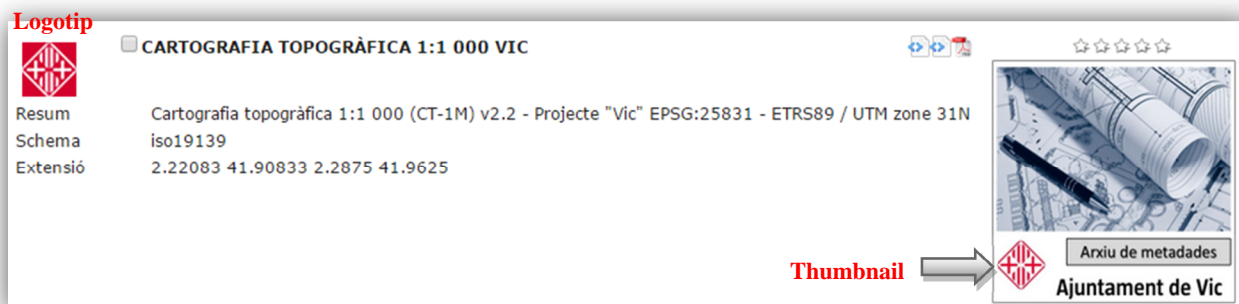 Logotip
CARTOGRAFIA TOPOGRÀFICA 1:1 000 VIC
Resum Cartografia topogràfica 1:1 000 (CT-1M) v2.2 - Projecte "Vic" EPSG:25831 - ETRS89 / UTM zone 31N
Schema iso19139
Extensió 2.22083 41.90833 2.2875 41.9625
Thumbnail
Arxiu de metadades
Ajuntament de Vic